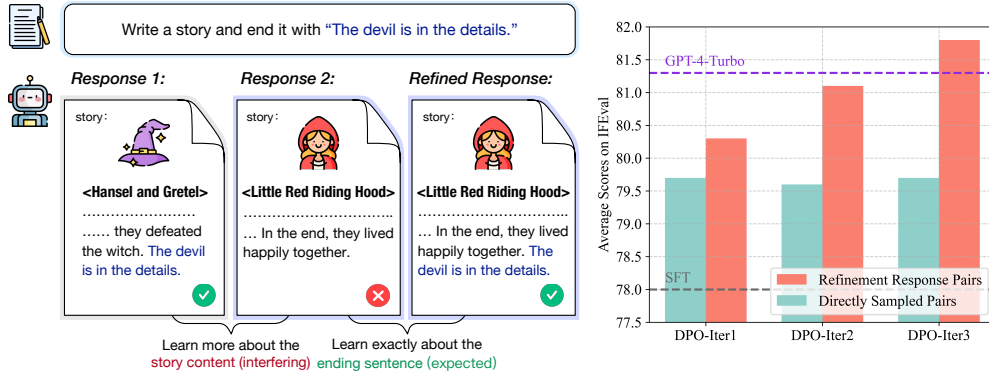 Write a story and end it with “The devil is in the details.”
Response 1:
story:
<Hansel and Gretel>
…………………………
…… they defeated
the witch. The devil
is in the details.
Response 2:
story:
<Little Red Riding Hood>
………………………………..
… In the end, they lived
happily together.
Refined Response:
story:
<Little Red Riding Hood>
………………………………..
… In the end, they lived
happily together. The
devil is in the details.
Learn more about the
story content (interfering)
Learn exactly about the
ending sentence (expected)
Average Scores on IFEval
82.0
81.5
81.0
80.5
80.0
79.5
79.0
78.5
78.0
77.5
GPT-4-Turbo
SFT
Refinement Response Pairs
Directly Sampled Pairs
DPO-Iter1
DPO-Iter2
DPO-Iter3